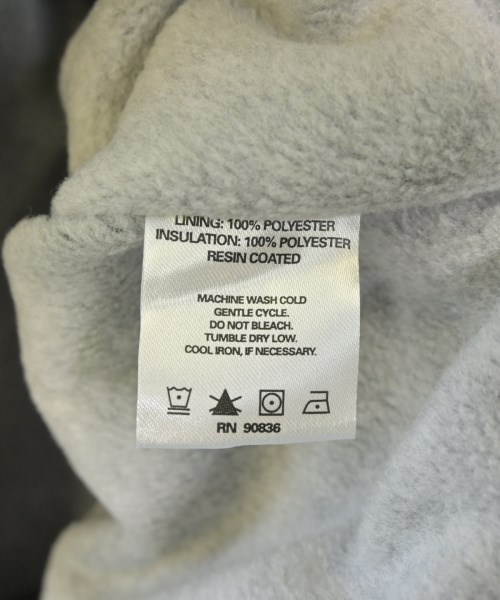 LINING: 100% POLYESTER
INSULATION: 100% POLYESTER
RESIN COATED
MACHINE WASH COLD
GENTLE CYCLE.
DO NOT BLEACH.
TUMBLE DRY LOW.
COOL IRON, IF NECESSARY.
RN 90836